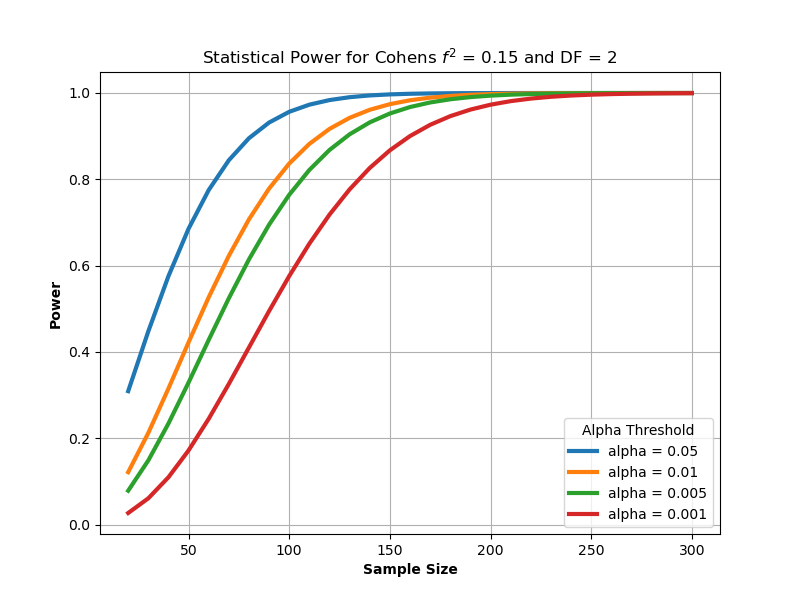 Statistical Power for Cohens $f^2$ = 0.15 and DF = 2
1.0
0.8
0.6
0.4
0.2
0.0
Power
50
100
150
200
250
300
Sample Size
Alpha Threshold
alpha = 0.05
alpha = 0.01
alpha = 0.005
alpha = 0.001